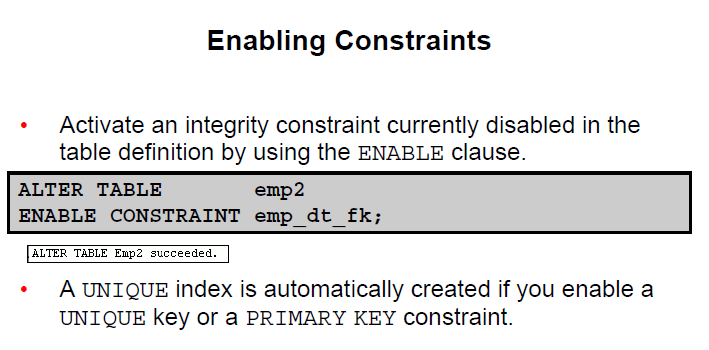 Enabling Constraints
• Activate an integrity constraint currently disabled in the
table definition by using the ENABLE clause.
ALTER TABLE emp2
ENABLE CONSTRAINT emp_dt_fk;
ALTER TABLE Emp2 succeeded.
• A UNIQUE index is automatically created if you enable a
UNIQUE key or a PRIMARY KEY constraint.